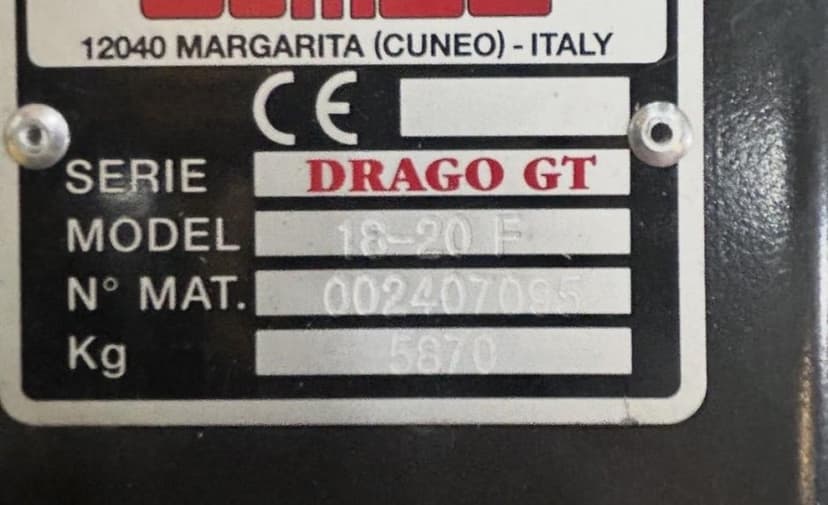 12040 MARGARITA (CUNEO) - ITALY
CE
SERIE DRAGO GT
MODEL 18-20 F
N° MAT. 002407095
Kg 5870